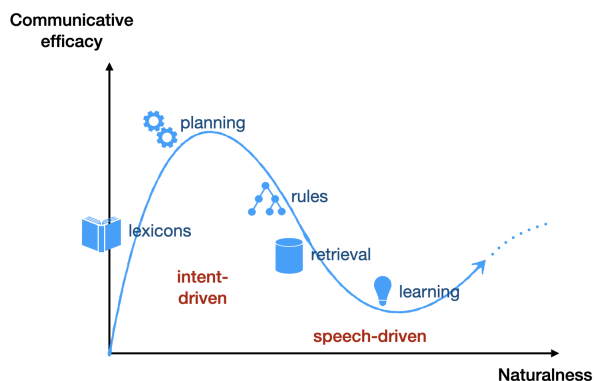 Communicative
efficacy
planning
rules
lexicons
retrieval
intent-
driven
learning
speech-driven
Naturalness